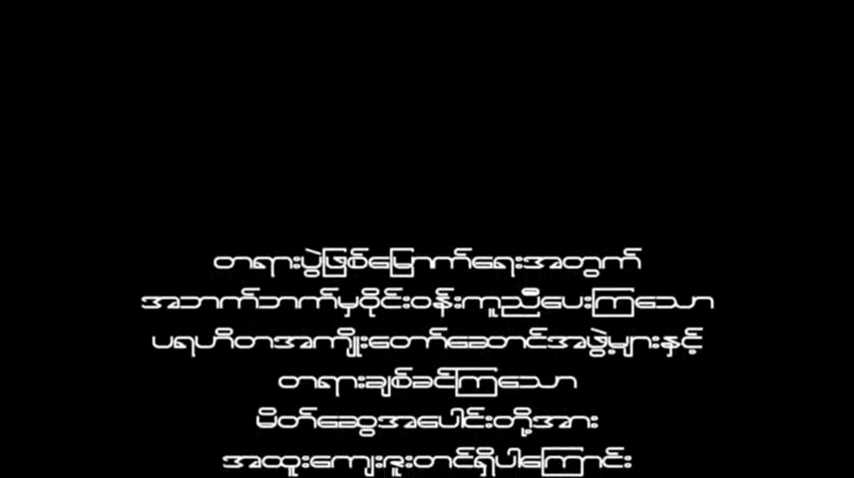 တရားပွဲဖြစ်မြောက်ရေးအတွက်
အဘက်ဘက်မှဝိုင်းဝန်းကူညီပေးကြသော
ပရဟိတအကျိုးတော်ဆောင်အဖွဲ့များနှင့်
တရားချစ်ခင်ကြသော
မိတ်ဆွေအပေါင်းတို့အား
အထူးကျေးဇူးတင်ရှိပါကြောင်း